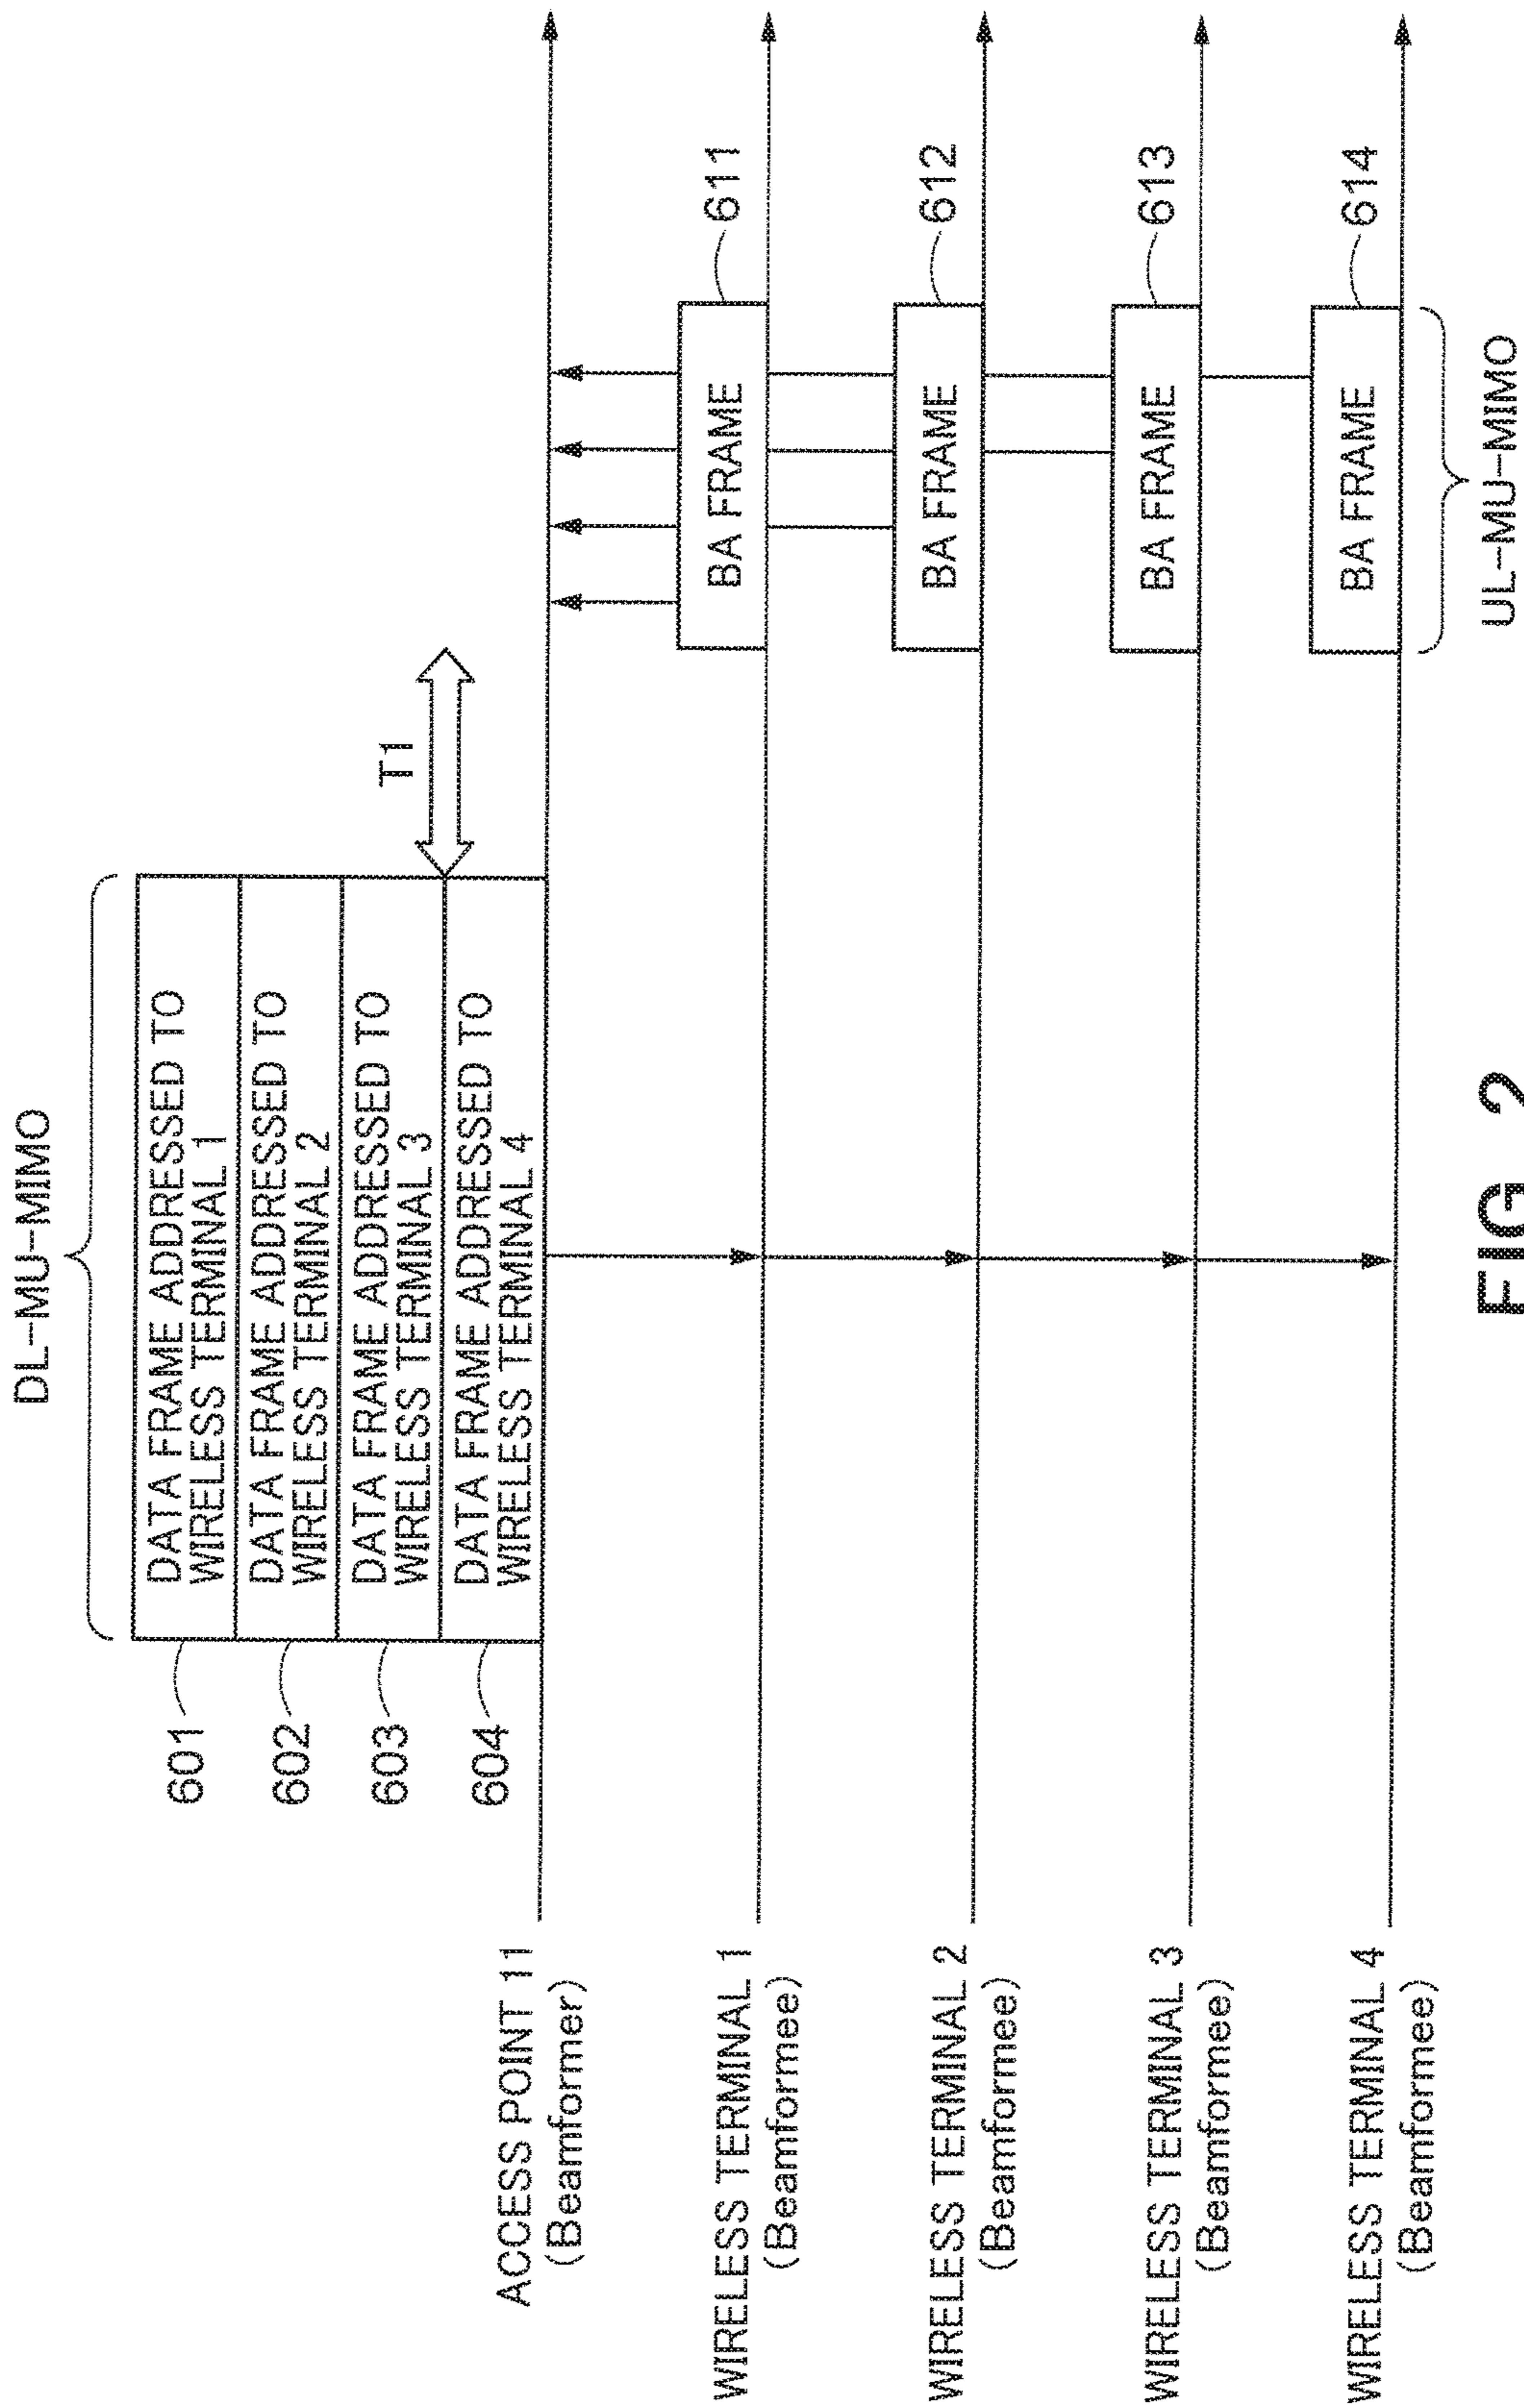 DL-MU-MIMO
601
DATA FRAME ADDRESSED TO
WIRELESS TERMINAL 1
602
DATA FRAME ADDRESSED TO
WIRELESS TERMINAL 2
603
DATA FRAME ADDRESSED TO
WIRELESS TERMINAL 3
604
DATA FRAME ADDRESSED TO
WIRELESS TERMINAL 4
T1
ACCESS POINT 11
(Beamformer)
WIRELESS TERMINAL 1
(Beamformee)
BA FRAME
611
WIRELESS TERMINAL 2
(Beamformee)
BA FRAME
612
WIRELESS TERMINAL 3
(Beamformee)
BA FRAME
613
WIRELESS TERMINAL 4
(Beamformee)
BA FRAME
614
UL-MU-MIMO
FIG. 2